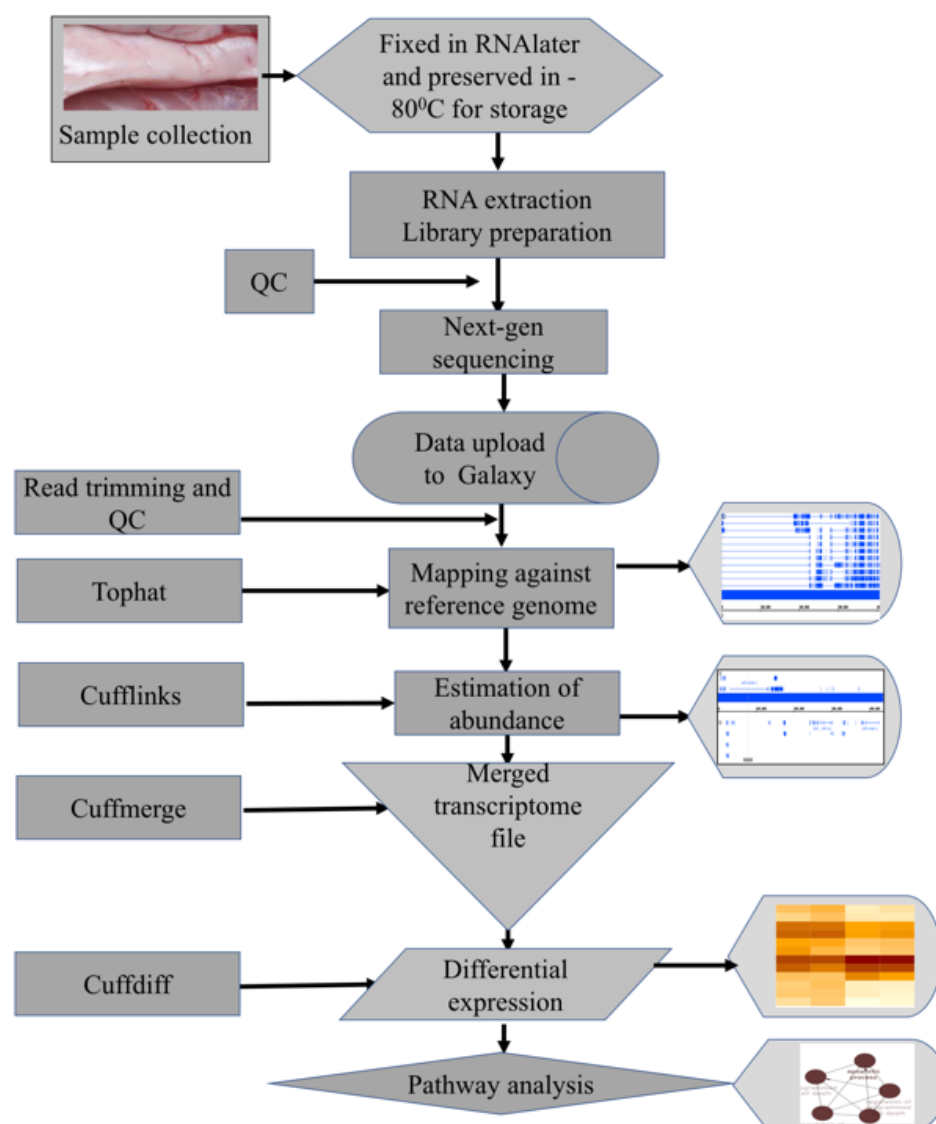 Sample collection
Fixed in RNAlater
and preserved in -
80⁰C for storage
RNA extraction
Library preparation
QC
Next-gen
sequencing
Data upload
to Galaxy
Read trimming and
QC
Tophat
Mapping against
reference genome
Cufflinks
Estimation of
abundance
Cuffmerge
Merged
transcriptome
file
Cuffdiff
Differential
expression
Pathway analysis
process